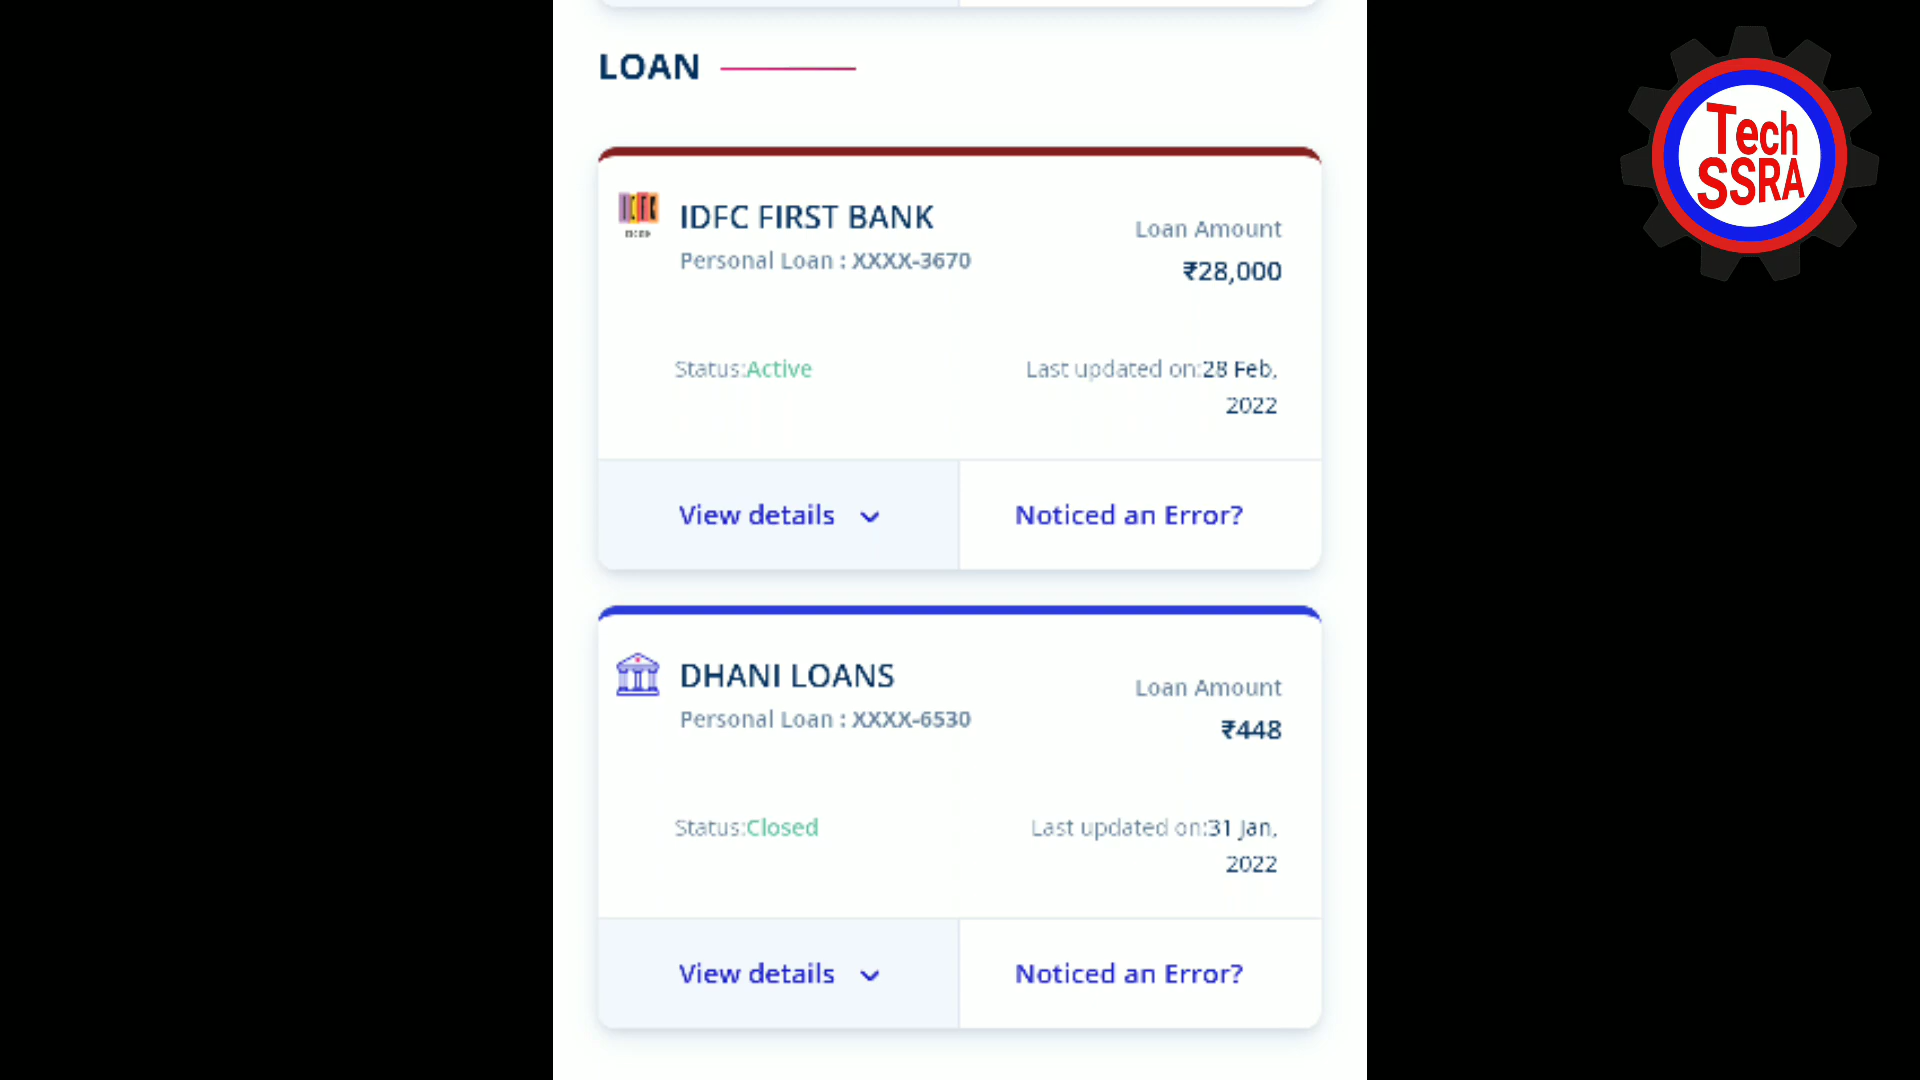 LOAN
Tech
SSRA
IDFC FIRST BANK
Personal Loan : XXXX-3670
Loan Amount
₹28,000
Status:Active
Last updated on:28 Feb,
2022
View details
Noticed an Error?
DHANI LOANS
Personal Loan : XXXX-6530
Loan Amount
₹448
Status:Closed
Last updated on:31 Jan,
2022
View details
Noticed an Error?